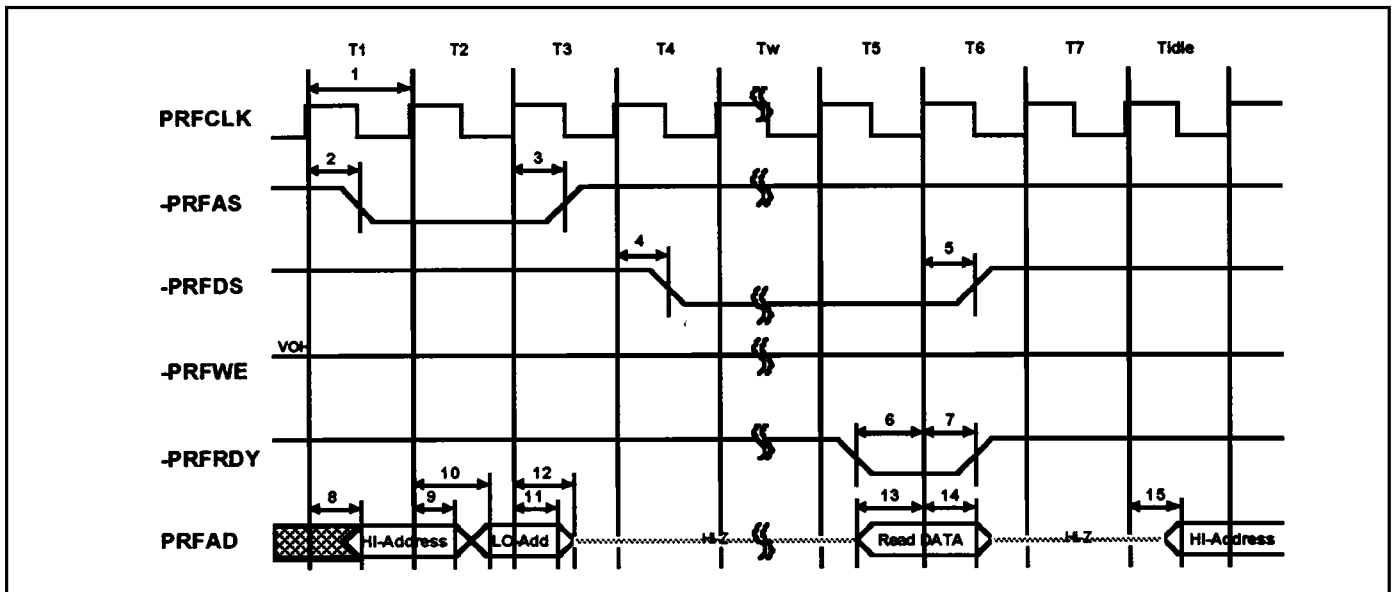 T1 T2 T3 T4 Tw T5 T6 T7 Tidle
1
PRFCLK
2 3
-PRFAS
4 5
-PRFDS
VOH
-PRFWE
6 7
-PRFRDY
10 12
8 9 11 13 14 15
PRFAD
HI-Address LO-Add HI-Z Read DATA HI-Z HI-Address